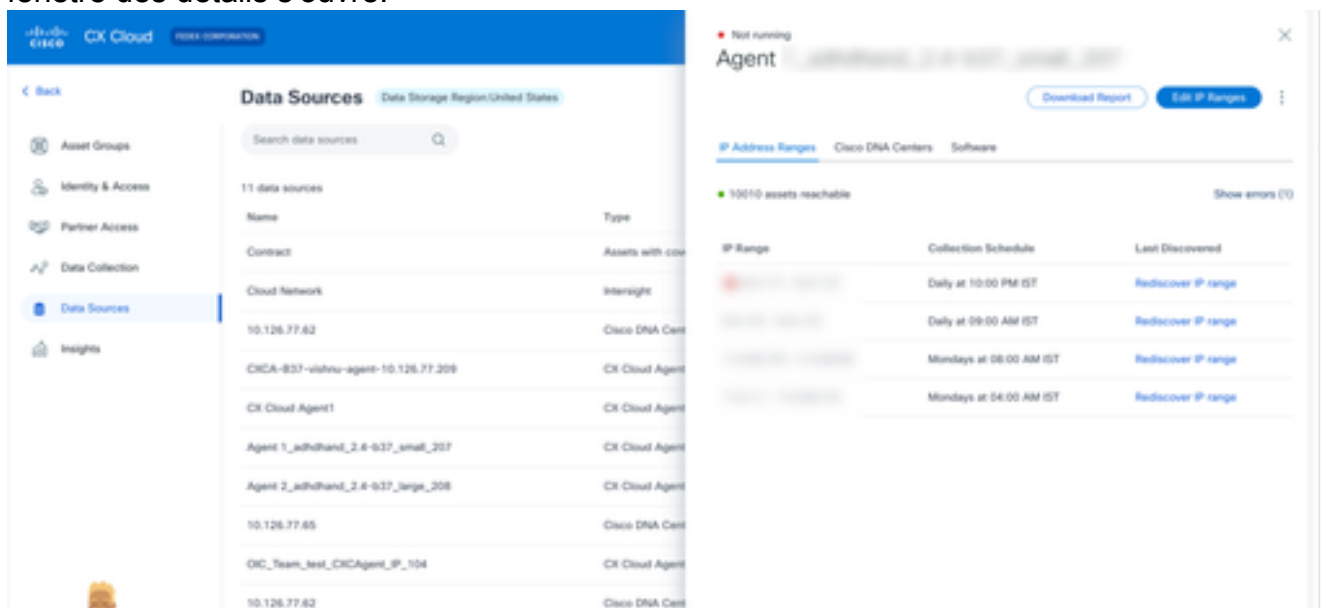 fenêtre des détails s'ouvre.
CISCO CX Cloud FEDEX CORPORATION
Back
Data Sources Data Storage Region:United States
Search data sources
Asset Groups
Identity & Access
Partner Access
Data Collection
Data Sources
Insights
11 data sources
Name Type
Contract Assets with cov
Cloud Network Intersight
10.126.77.62 Cisco DNA Cent
CXCA-B37-vishnu-agent-10.126.77.209 CX Cloud Agent
CX Cloud Agent1 CX Cloud Agent
Agent 1_adhdhand_2.4-b37_small_207 CX Cloud Agent
Agent 2_adhdhand_2.4-b37_large_208 CX Cloud Agent
10.126.77.65 Cisco DNA Cent
OIC_Team_test_CXCAgent_IP_104 CX Cloud Agent
10.126.77.62 Cisco DNA Cent
Not running
Agent
Download Report Edit IP Ranges
IP Address Ranges Cisco DNA Centers Software
10010 assets reachable Show errors (1)
IP Range Collection Schedule Last Discovered
Daily at 10:00 PM IST Rediscover IP range
Daily at 09:00 AM IST Rediscover IP range
Mondays at 08:00 AM IST Rediscover IP range
Mondays at 04:00 AM IST Rediscover IP range